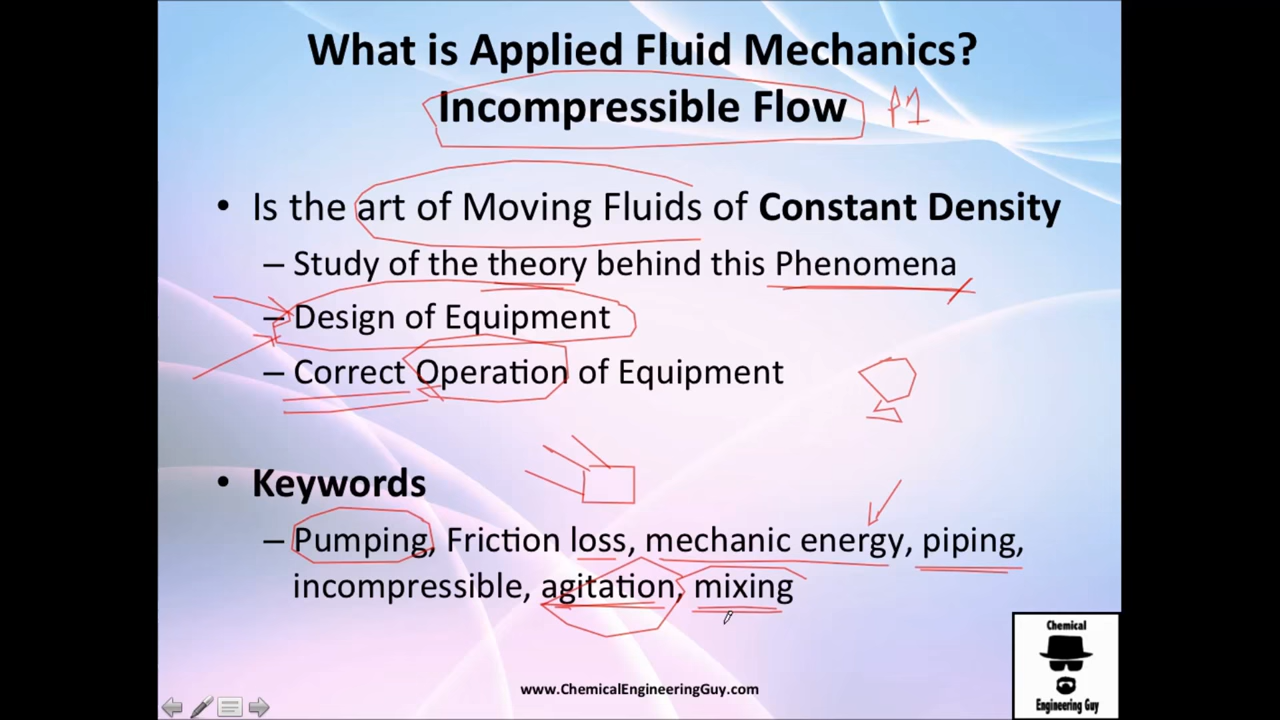 What is Applied Fluid Mechanics?
Incompressible Flow P1
• Is the art of Moving Fluids of Constant Density
– Study of the theory behind this Phenomena
– Design of Equipment
– Correct Operation of Equipment
• Keywords
– Pumping, Friction loss, mechanic energy, piping,
incompressible, agitation, mixing
www.ChemicalEngineeringGuy.com
Chemical
Engineering Guy